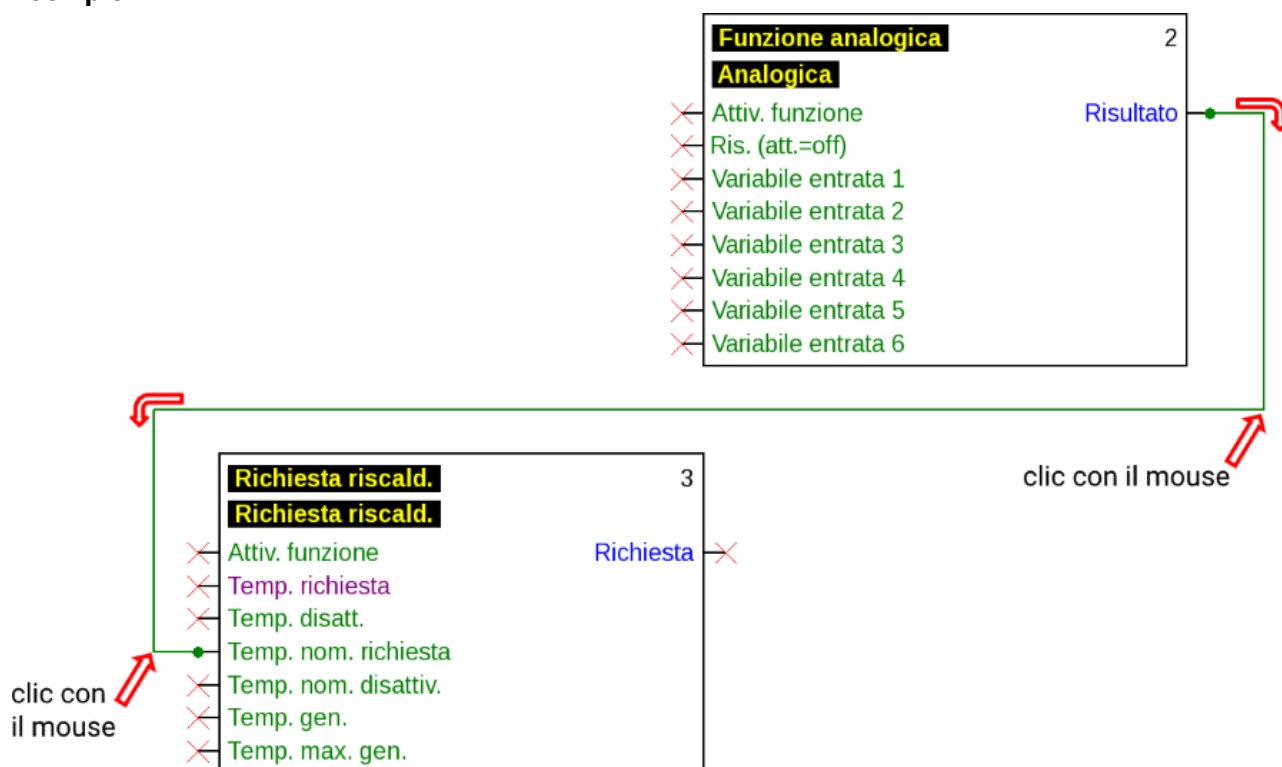 Funzione analogica 2
Analogica
Attiv. funzione Risultato
Ris. (att.=off)
Variabile entrata 1
Variabile entrata 2
Variabile entrata 3
Variabile entrata 4
Variabile entrata 5
Variabile entrata 6
clic con il mouse
Richiesta riscald. 3
Richiesta riscald.
Attiv. funzione Richiesta
Temp. richiesta
Temp. disatt.
Temp. nom. richiesta
Temp. nom. disattiv.
Temp. gen.
Temp. max. gen.
clic con
il mouse